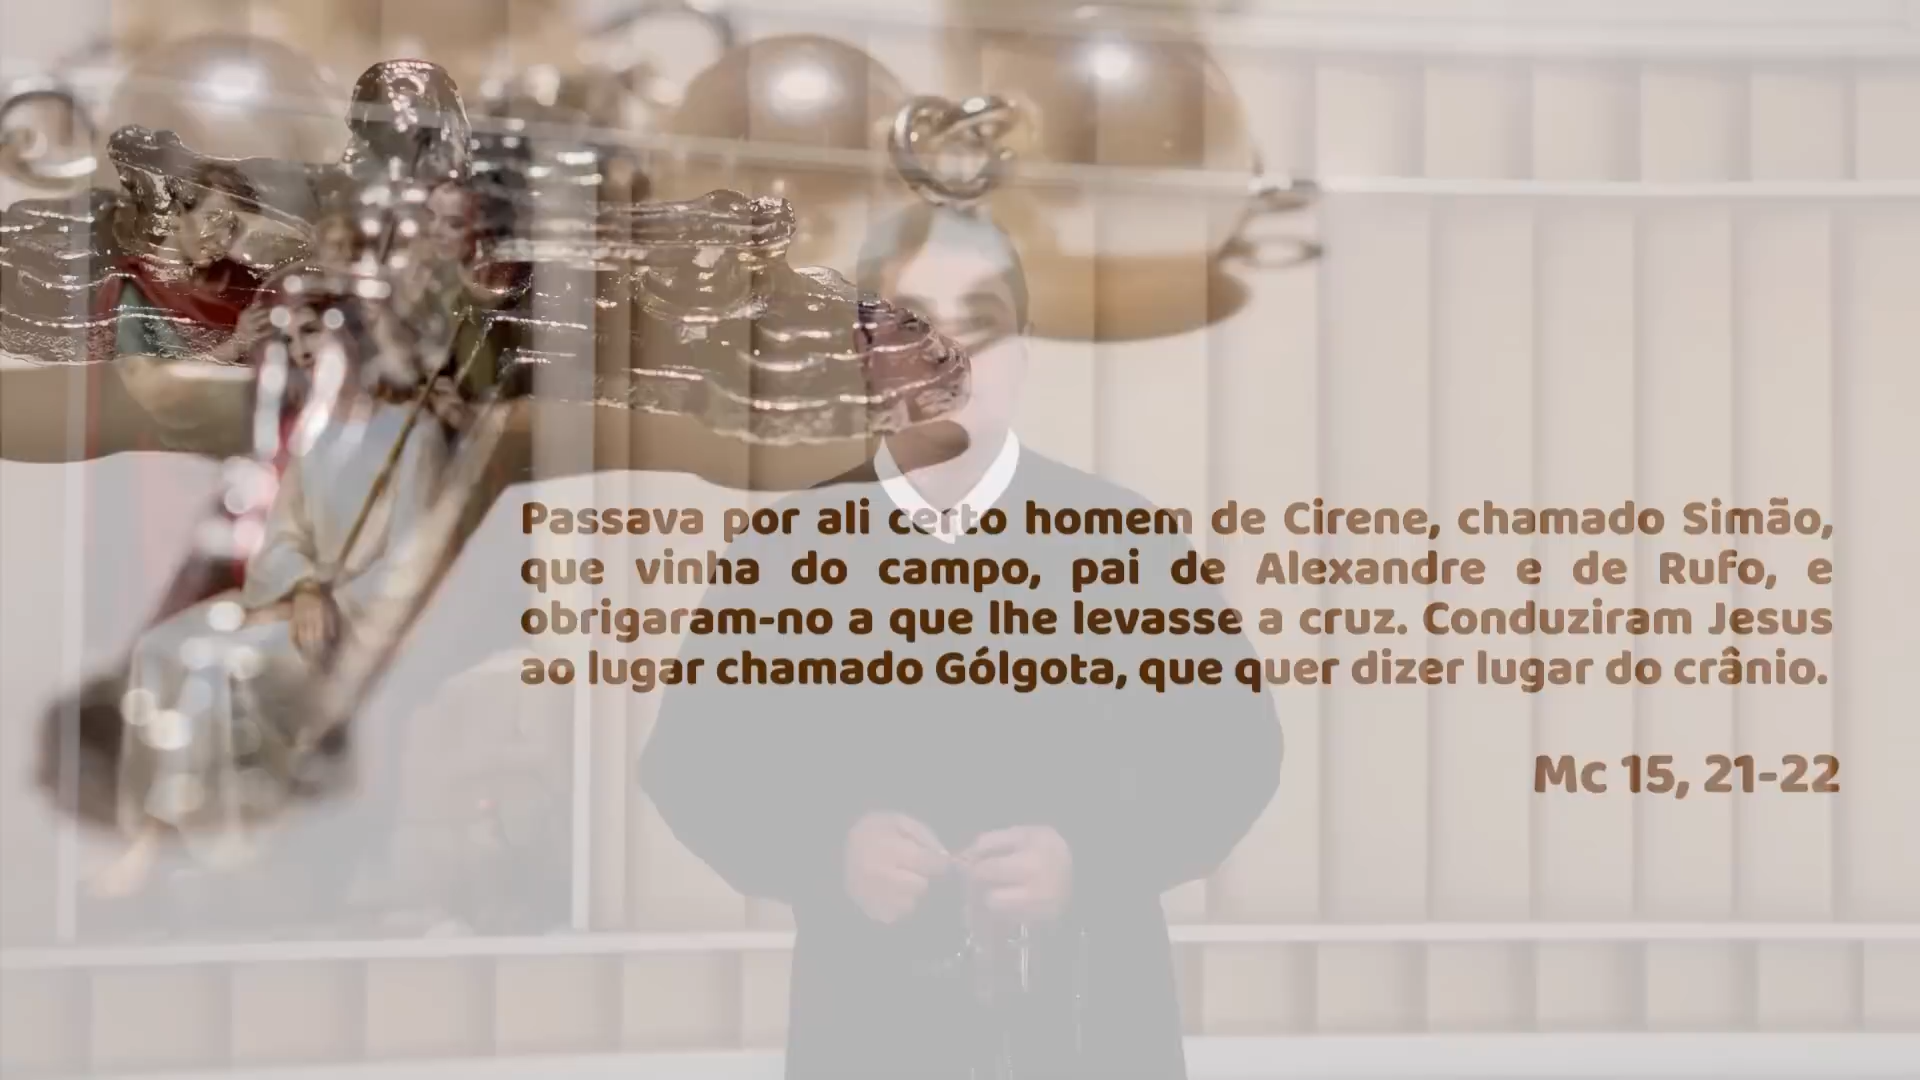 Passava por ali certo homem de Cirene, chamado Simão,
que vinha do campo, pai de Alexandre e de Rufo, e
obrigaram-no a que lhe levasse a cruz. Conduziram Jesus
ao lugar chamado Gólgota, que quer dizer lugar do crânio.
Mc 15, 21-22